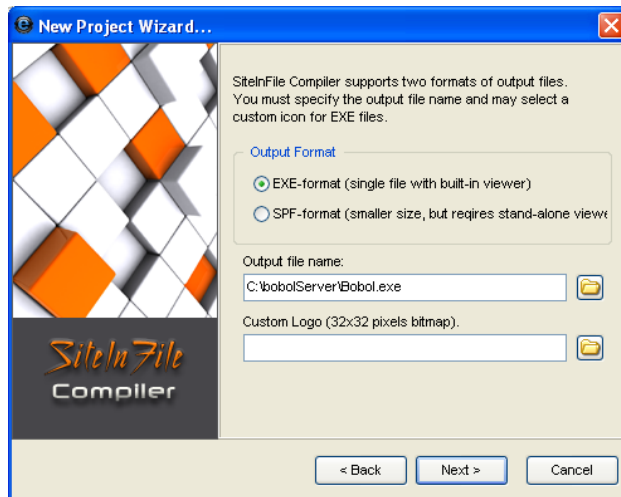 New Project Wizard...
SiteInFile Compiler supports two formats of output files.
You must specify the output file name and may select a
custom icon for EXE files.
Output Format
EXE-format (single file with built-in viewer)
SPF-format (smaller size, but reqires stand-alone viewe
Output file name:
C:\bobolServer\Bobol.exe
Custom Logo (32x32 pixels bitmap).
SiteInFile
Compiler
< Back
Next >
Cancel